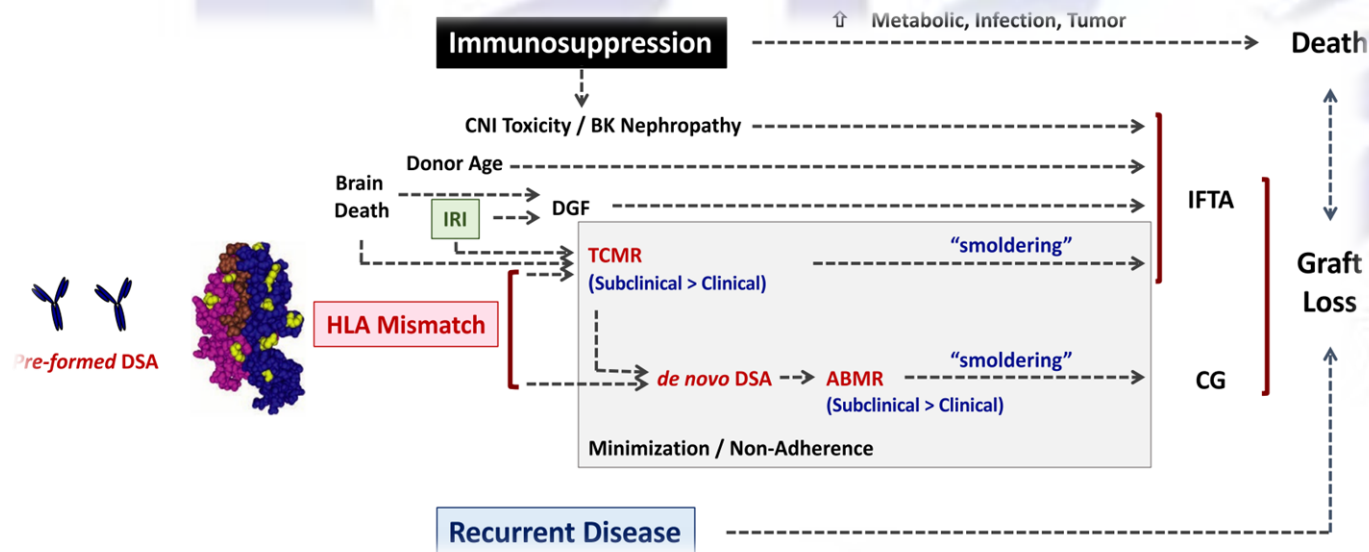 ⇧ Metabolic, Infection, Tumor
Immunosuppression
Death
CNI Toxicity / BK Nephropathy
Donor Age
Brain
Death
IRI
DGF
IFTA
TCMR
(Subclinical > Clinical)
“smoldering”
Graft
Loss
HLA Mismatch
Pre-formed DSA
de novo DSA
ABMR
(Subclinical > Clinical)
“smoldering”
CG
Minimization / Non-Adherence
Recurrent Disease